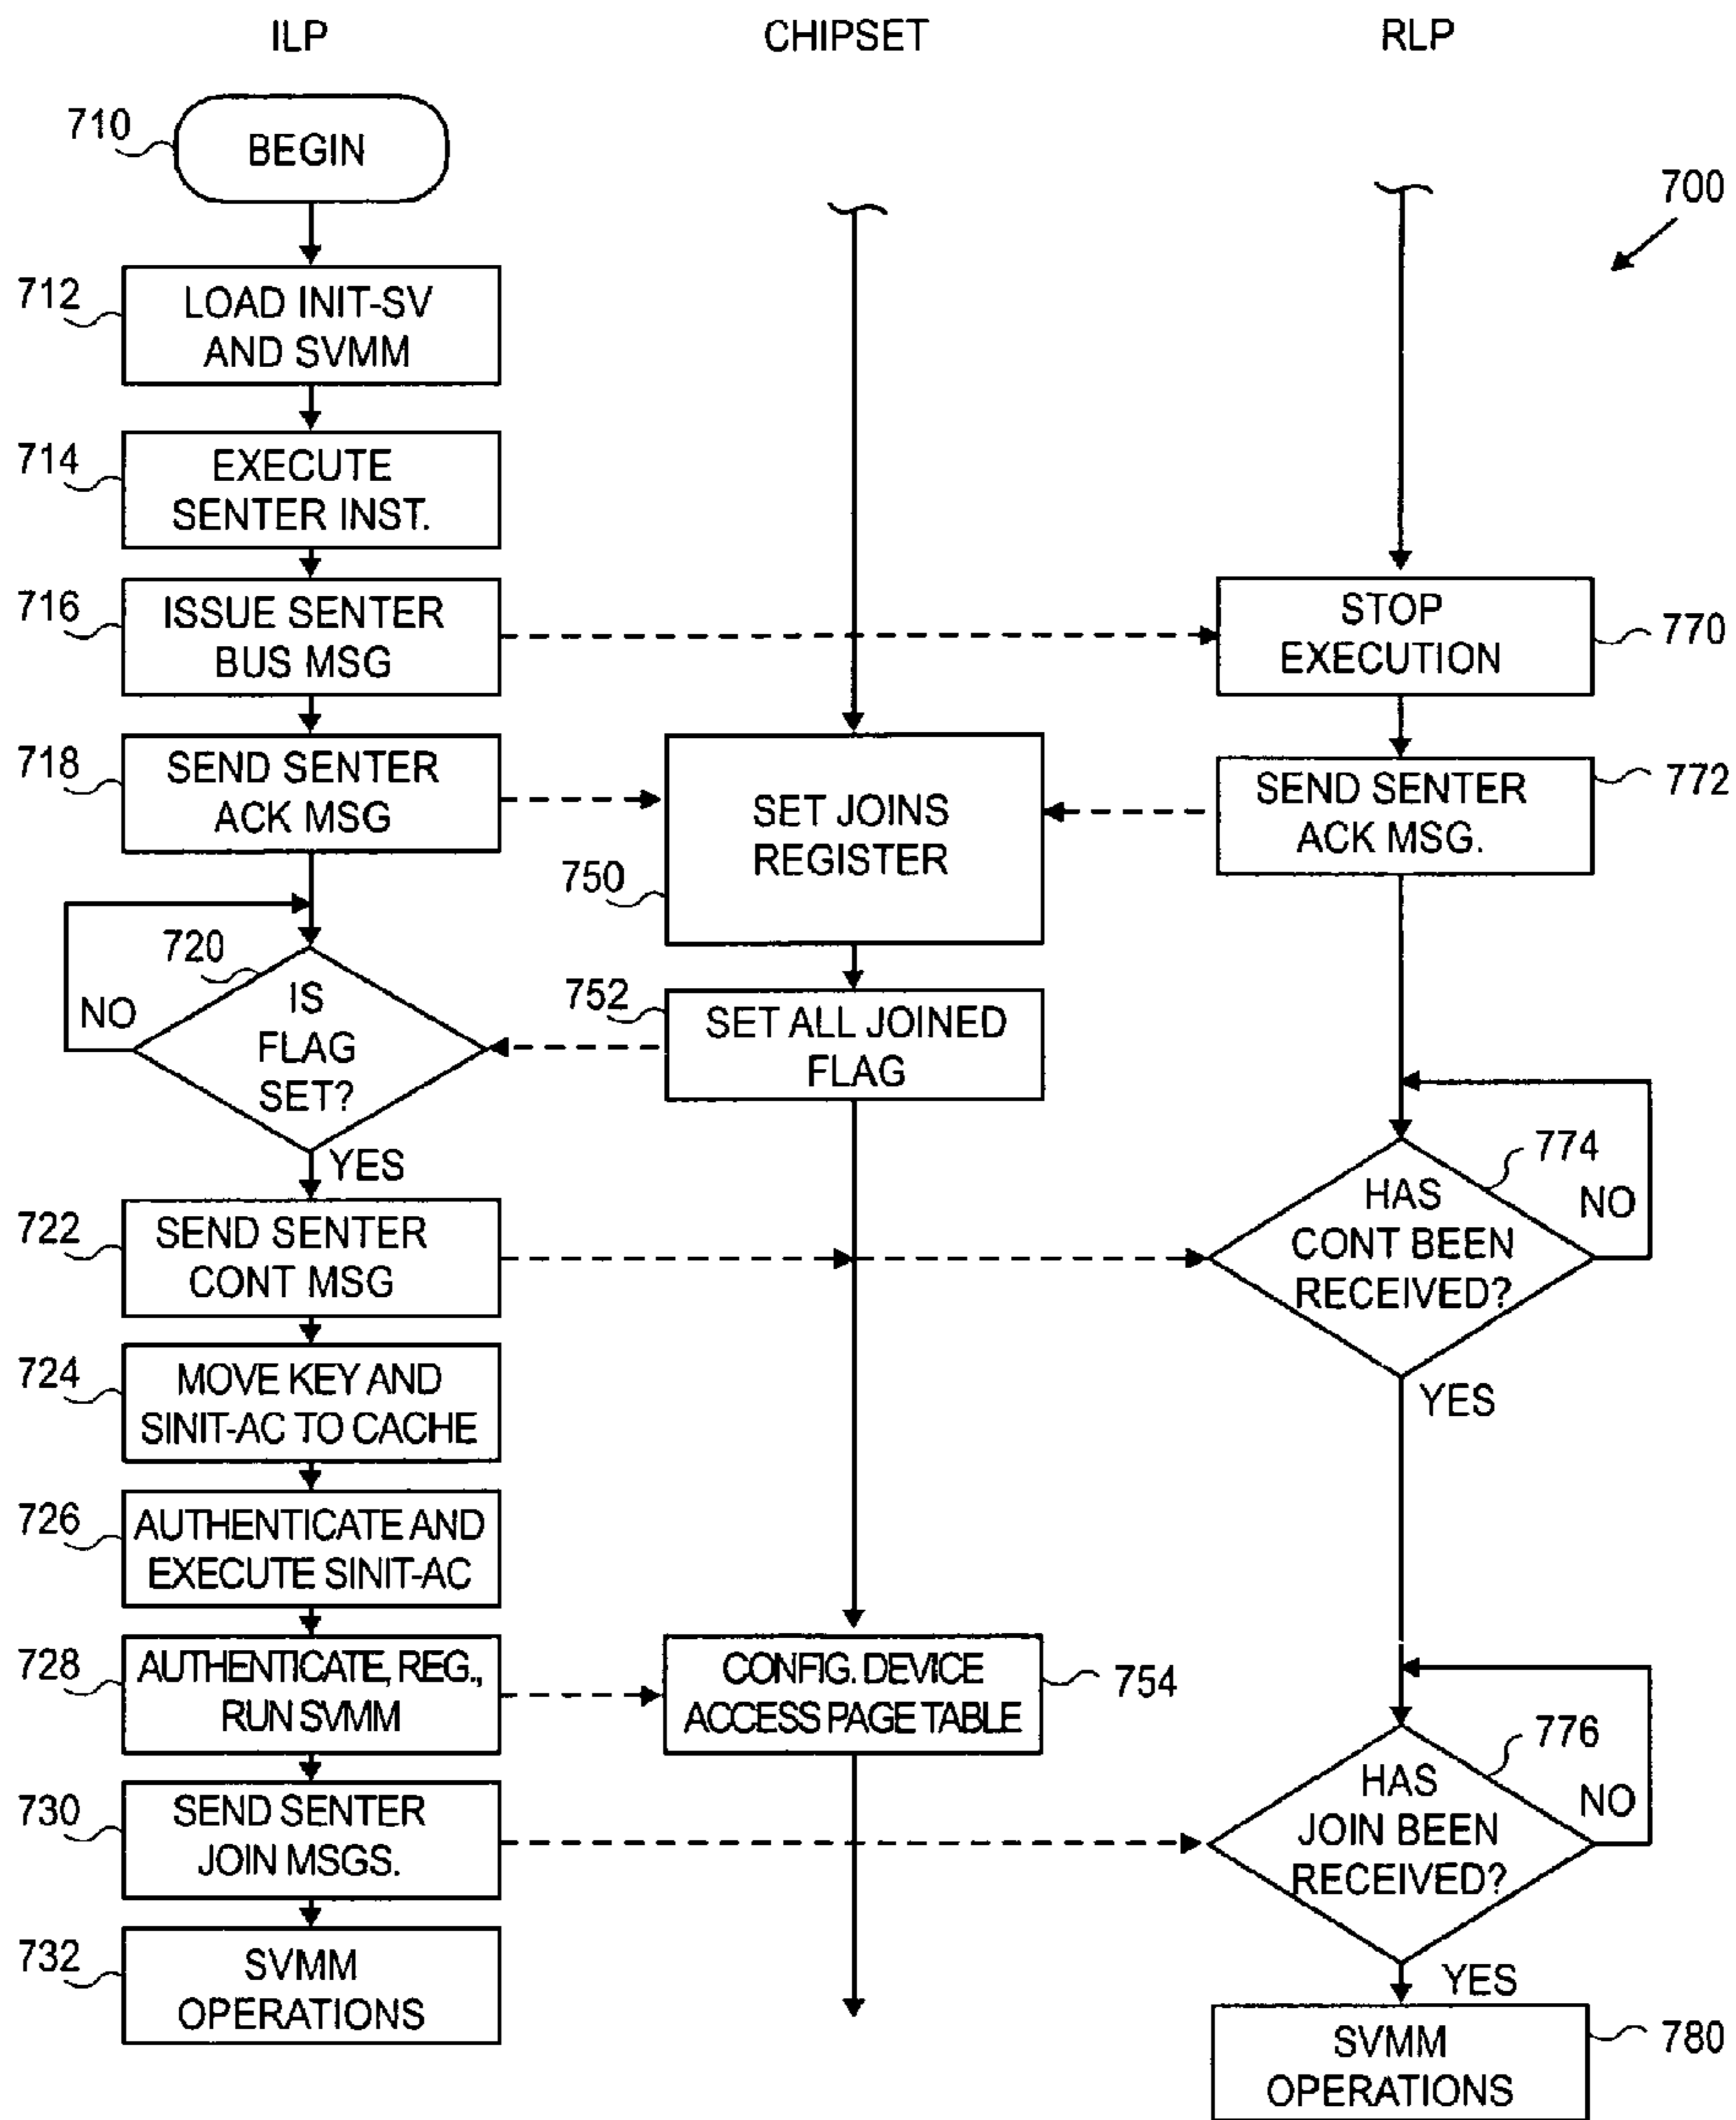 ILP
CHIPSET
RLP
700
710
BEGIN
712
LOAD INIT-SV
AND SVMM
714
EXECUTE
SENTER INST.
716
ISSUE SENTER
BUS MSG
718
SEND SENTER
ACK MSG
720
IS
FLAG
SET?
NO
YES
722
SEND SENTER
CONT MSG
724
MOVE KEY AND
SINIT-AC TO CACHE
726
AUTHENTICATE AND
EXECUTE SINIT-AC
728
AUTHENTICATE, REG.,
RUN SVMM
730
SEND SENTER
JOIN MSGS.
732
SVMM
OPERATIONS
750
SET JOINS
REGISTER
752
SET ALL JOINED
FLAG
CONFIG. DEVICE
ACCESS PAGE TABLE
754
STOP
EXECUTION
770
SEND SENTER
ACK MSG.
772
774
HAS
CONT BEEN
RECEIVED?
NO
YES
776
HAS
JOIN BEEN
RECEIVED?
NO
YES
SVMM
OPERATIONS
780